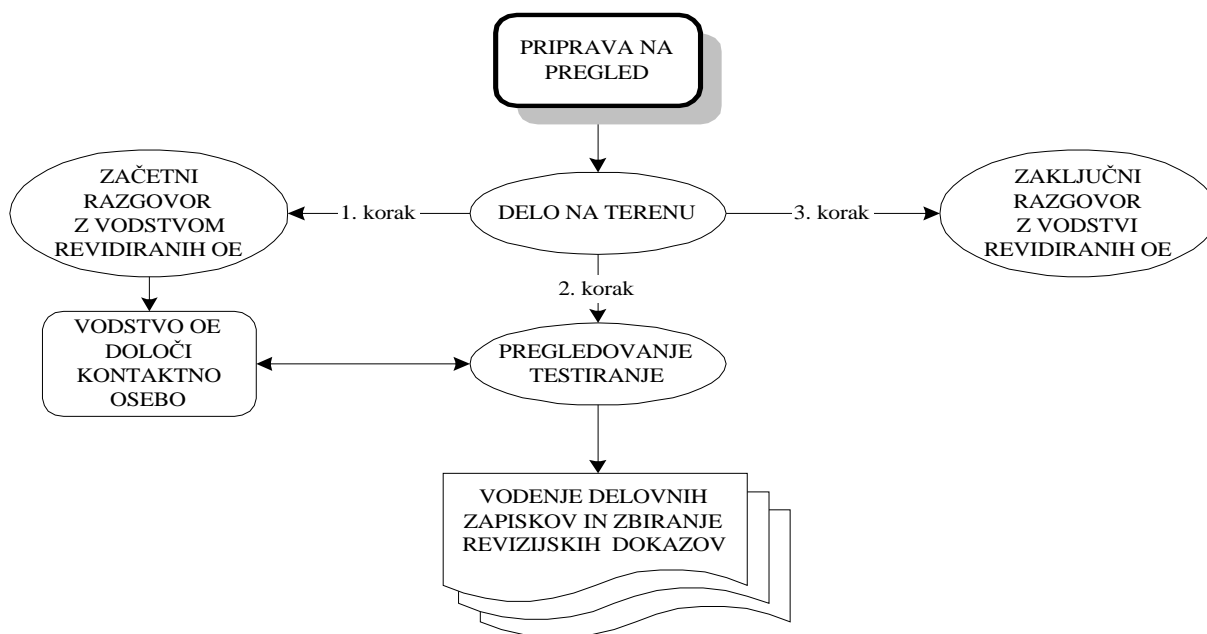 PRIPRAVA NA
PREGLED
ZAČETNI
RAZGOVOR
Z VODSTVOM
REVIDIRANIH OE
1. korak
DELO NA TERENU
3. korak
ZAKLJUČNI
RAZGOVOR
Z VODSTVI
REVIDIRANIH OE
2. korak
VODSTVO OE
DOLOČI
KONTAKTNO
OSEBO
PREGLEDOVANJE
TESTIRANJE
VODENJE DELOVNIH
ZAPISKOV IN ZBIRANJE
REVIZIJSKIH DOKAZOV